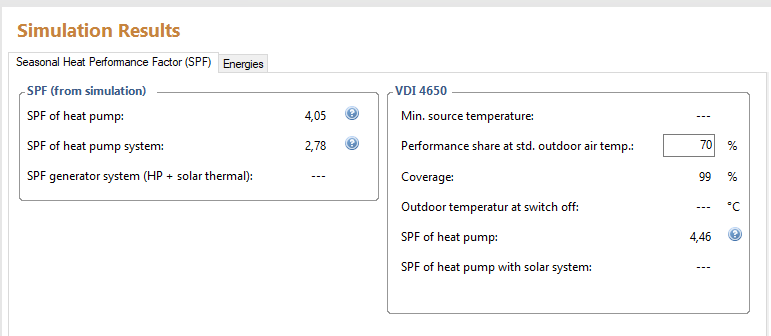 Simulation Results
Seasonal Heat Performance Factor (SPF) Energies
SPF (from simulation)
SPF of heat pump: 4,05
SPF of heat pump system: 2,78
SPF generator system (HP + solar thermal): ---
VDI 4650
Min. source temperature: ---
Performance share at std. outdoor air temp.: 70 %
Coverage: 99 %
Outdoor temperatur at switch off: --- °C
SPF of heat pump: 4,46
SPF of heat pump with solar system: ---